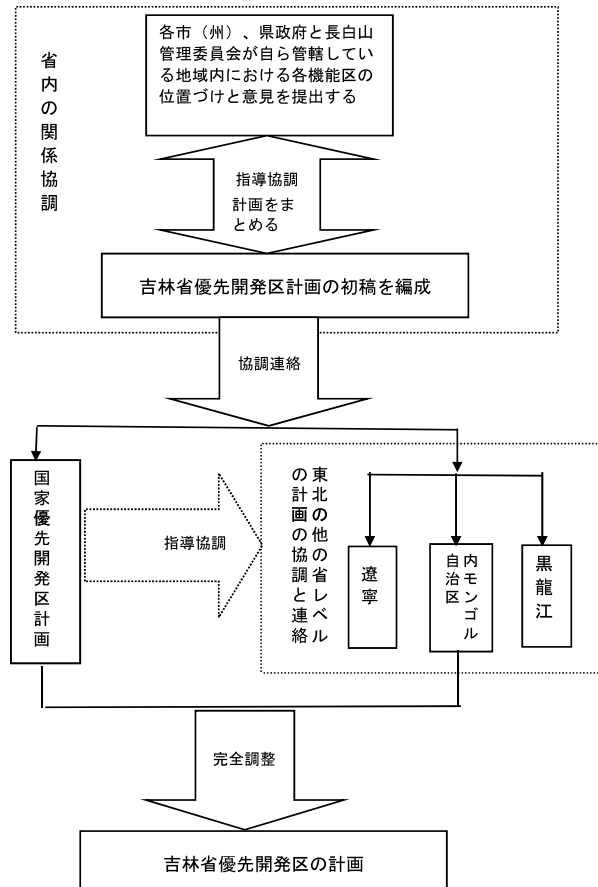 各市（州）、県政府と長白山
管理委員会が自ら管轄してい
る地域内における各機能区の
位置づけと意見を提出する
省内の関係協調
指導協調
計画をま
とめる
吉林省優先開発区計画の初稿を編成
協調連絡
国家優先開発区計画
指導協調
東北の他の省レベル
の計画の協調と連絡
遼寧
内モンゴル
自治区
黒龍江
完全調整
吉林省優先開発区の計画